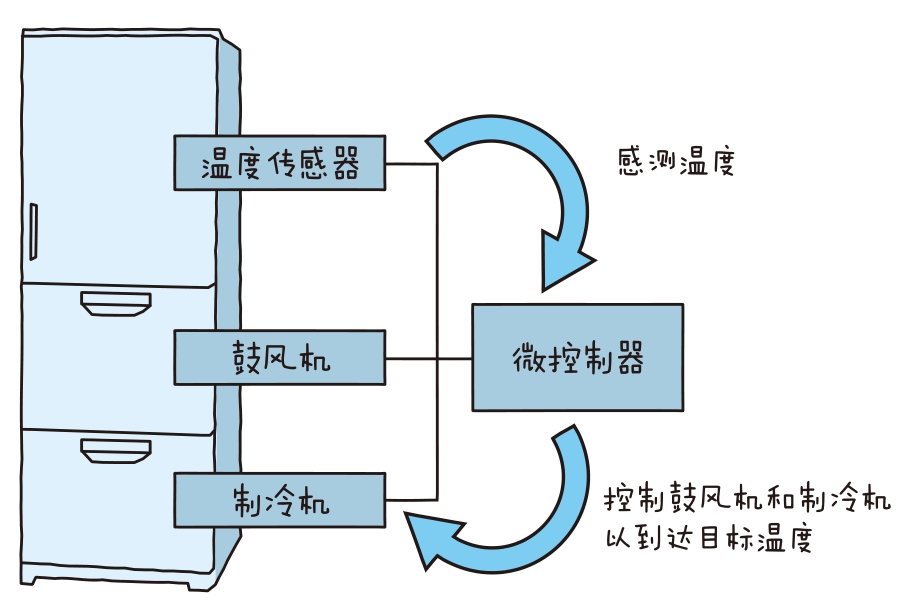 温度传感器
感测温度
鼓风机
微控制器
制冷机
控制鼓风机和制冷机
以到达目标温度